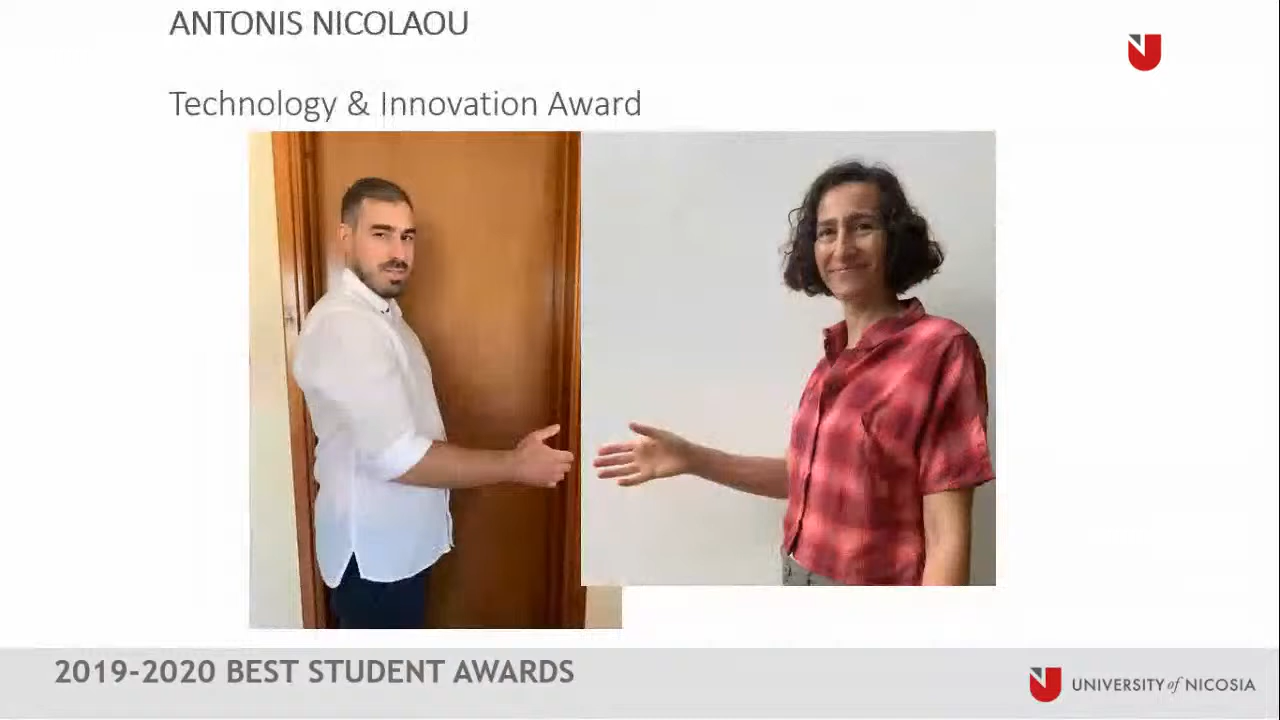 ANTONIS NICOLAOU
Technology & Innovation Award
2019-2020 BEST STUDENT AWARDS
UNIVERSITY of NICOSIA